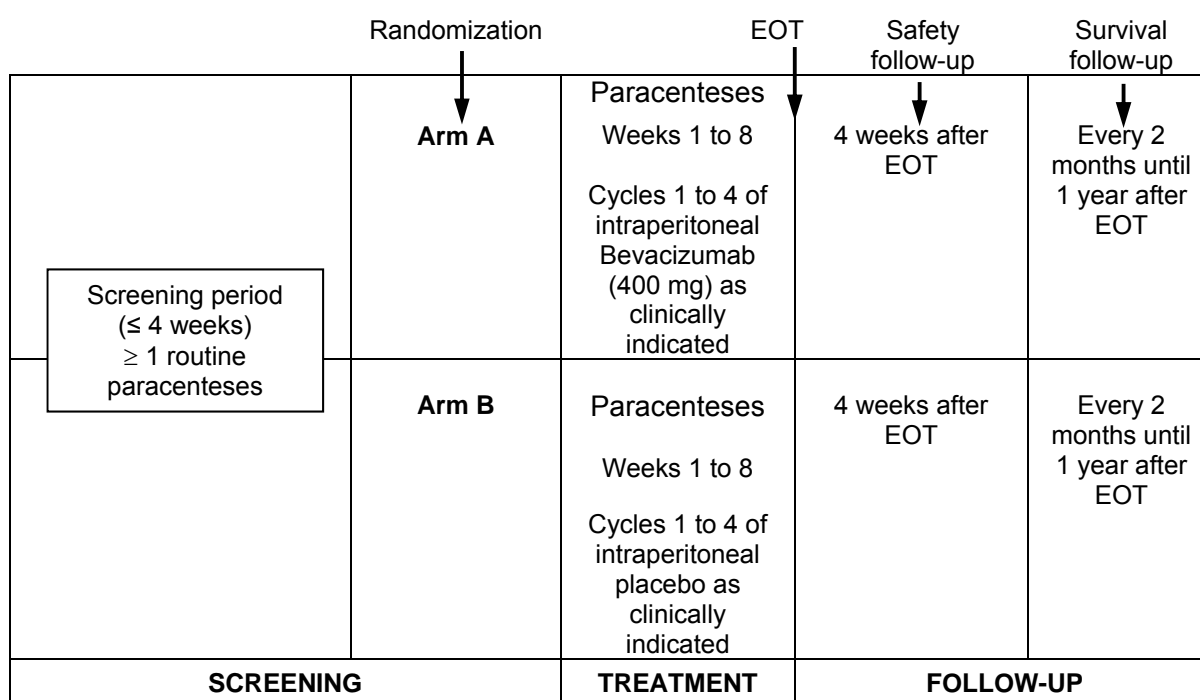 Randomization
EOT
Safety
follow-up
Survival
follow-up
Screening period
(≤ 4 weeks)
≥ 1 routine
paracenteses
Arm A
Paracenteses
Weeks 1 to 8
Cycles 1 to 4 of
intraperitoneal
Bevacizumab
(400 mg) as
clinically
indicated
4 weeks after
EOT
Every 2
months until
1 year after
EOT
Arm B
Paracenteses
Weeks 1 to 8
Cycles 1 to 4 of
intraperitoneal
placebo as
clinically
indicated
4 weeks after
EOT
Every 2
months until
1 year after
EOT
SCREENING
TREATMENT
FOLLOW-UP